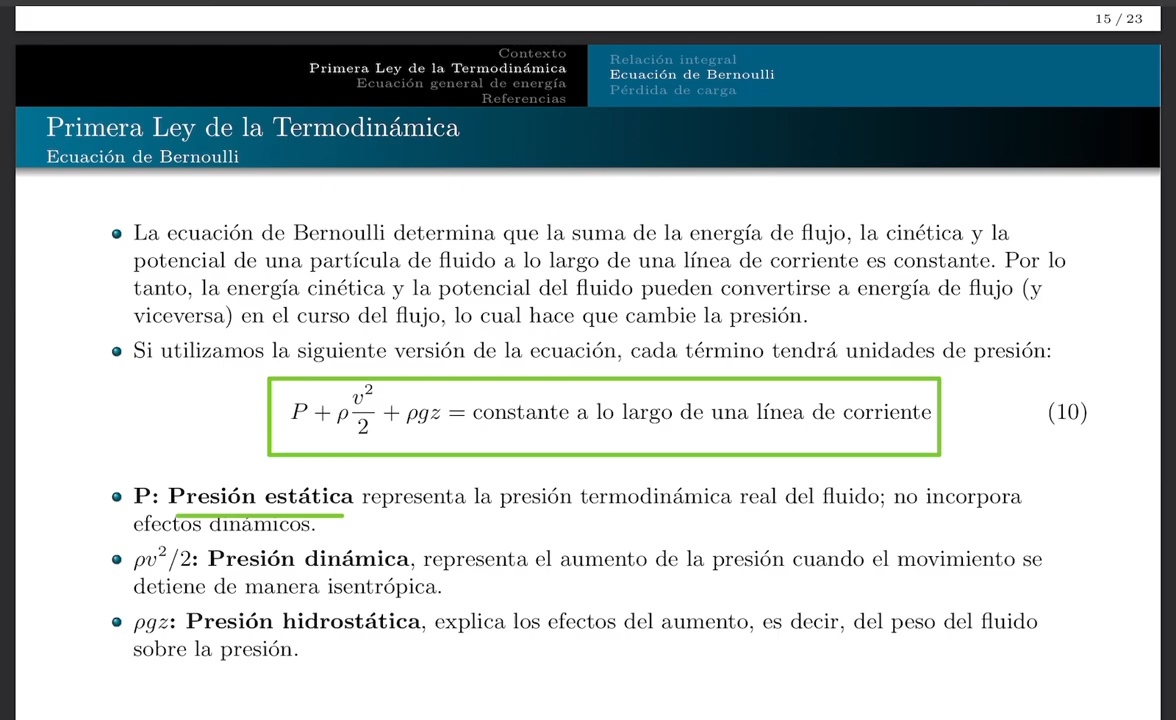 15 / 23
Contexto
Primera Ley de la Termodinámica
Ecuación general de energía
Referencias
Relación integral
Ecuación de Bernoulli
Pérdida de carga
Primera Ley de la Termodinámica
Ecuación de Bernoulli
La ecuación de Bernoulli determina que la suma de la energía de flujo, la cinética y la
potencial de una partícula de fluido a lo largo de una línea de corriente es constante. Por lo
tanto, la energía cinética y la potencial del fluido pueden convertirse a energía de flujo (y
viceversa) en el curso del flujo, lo cual hace que cambie la presión.
Si utilizamos la siguiente versión de la ecuación, cada término tendrá unidades de presión:
P + ρ v²/2 + ρgz = constante a lo largo de una línea de corriente (10)
P: Presión estática representa la presión termodinámica real del fluido; no incorpora
efectos dinámicos.
ρv²/2: Presión dinámica, representa el aumento de la presión cuando el movimiento se
detiene de manera isentrópica.
ρgz: Presión hidrostática, explica los efectos del aumento, es decir, del peso del fluido
sobre la presión.